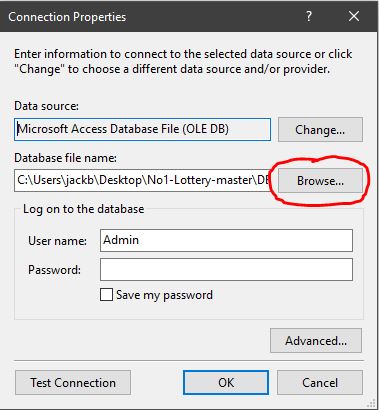 Connection Properties
? ×
Enter information to connect to the selected data source or click
"Change" to choose a different data source and/or provider.
Data source:
Microsoft Access Database File (OLE DB)
Change...
Database file name:
C:\Users\jackb\Desktop\No1-Lottery-master\DE
Browse...
Log on to the database
User name:
Admin
Password:
Save my password
Advanced...
Test Connection
OK
Cancel